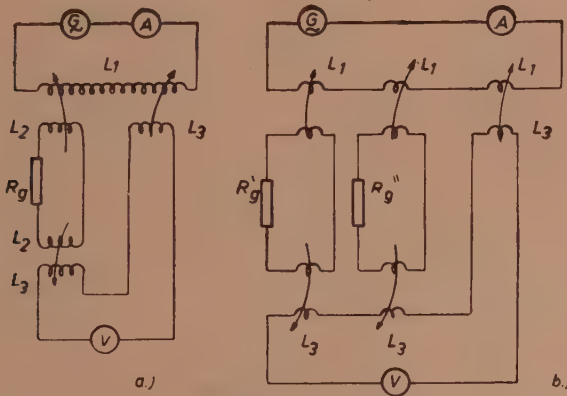 G A
L1
L2 L3
Rg
L2
L3
V
a.)
G A
L1 L1 L1
L3
R'g R"g
L3 L3
V
b.)